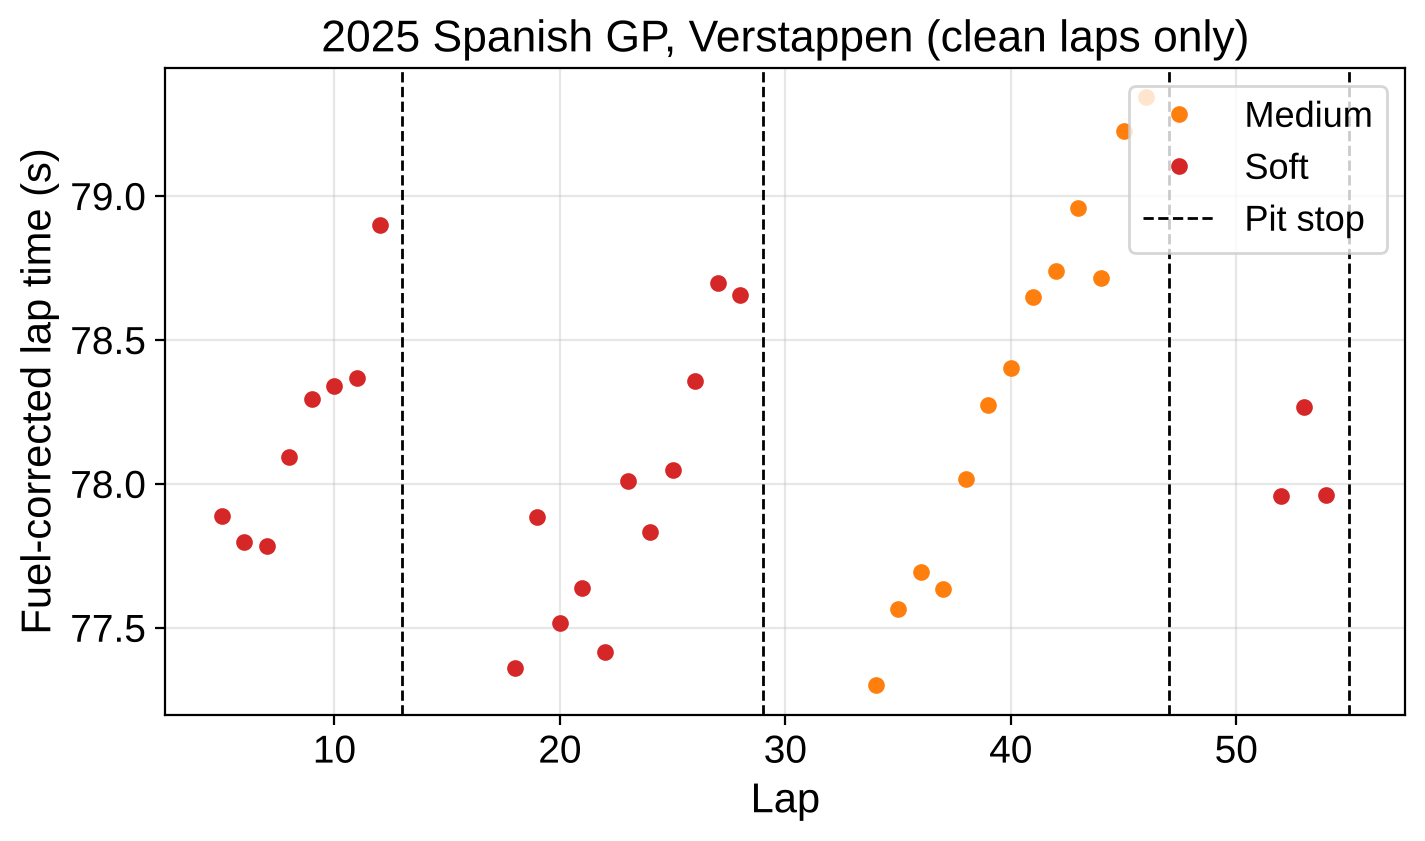 2025 Spanish GP, Verstappen (clean laps only)
Fuel-corrected lap time (s)
79.0
78.5
78.0
77.5
Medium
Soft
Pit stop
10 20 30 40 50
Lap